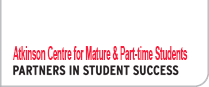 Atkinson Centre for Mature & Part-time Students
PARTNERS IN STUDENT SUCCESS